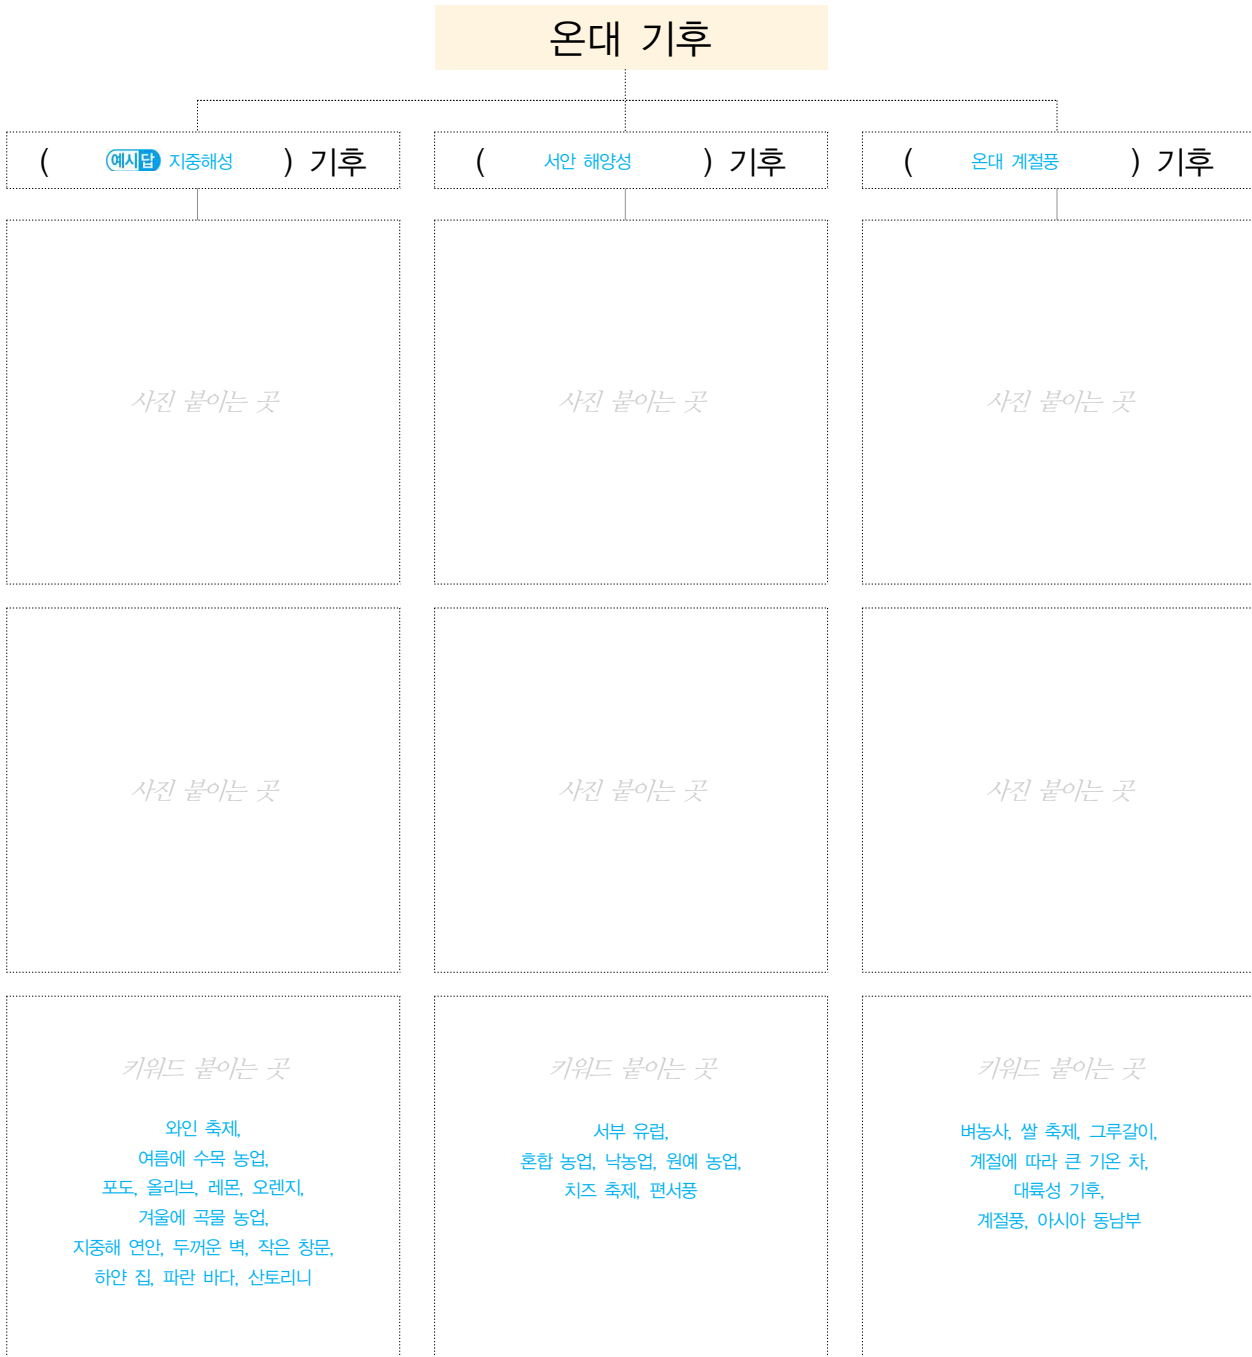 온대 기후
( 예시답 지중해성 ) 기후
( 서안 해양성 ) 기후
( 온대 계절풍 ) 기후
사진 붙이는 곳
사진 붙이는 곳
사진 붙이는 곳
사진 붙이는 곳
사진 붙이는 곳
사진 붙이는 곳
키워드 붙이는 곳
와인 축제,
여름에 수목 농업,
포도, 올리브, 레몬, 오렌지,
겨울에 곡물 농업,
지중해 연안, 두꺼운 벽, 작은 창문,
하얀 집, 파란 바다, 산토리니
키워드 붙이는 곳
서부 유럽,
혼합 농업, 낙농업, 원예 농업,
치즈 축제, 편서풍
키워드 붙이는 곳
벼농사, 쌀 축제, 그루갈이,
계절에 따라 큰 기온 차,
대륙성 기후,
계절풍, 아시아 동남부